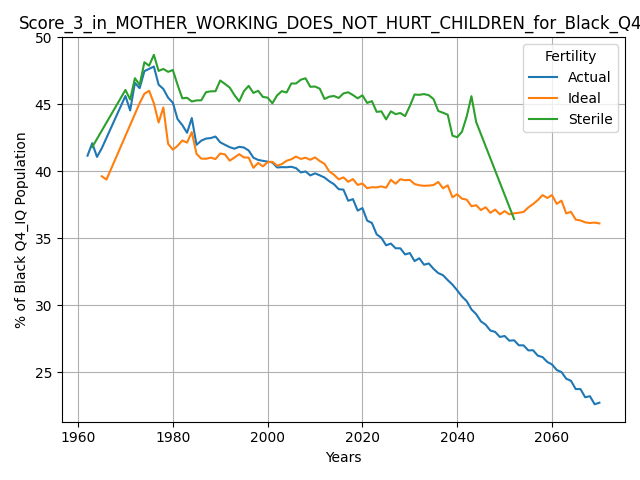 Score_3_in_MOTHER_WORKING_DOES_NOT_HURT_CHILDREN_for_Black_Q4
% of Black Q4_IQ Population
50
45
40
35
30
25
Fertility
Actual
Ideal
Sterile
1960
1980
2000
2020
2040
2060
Years